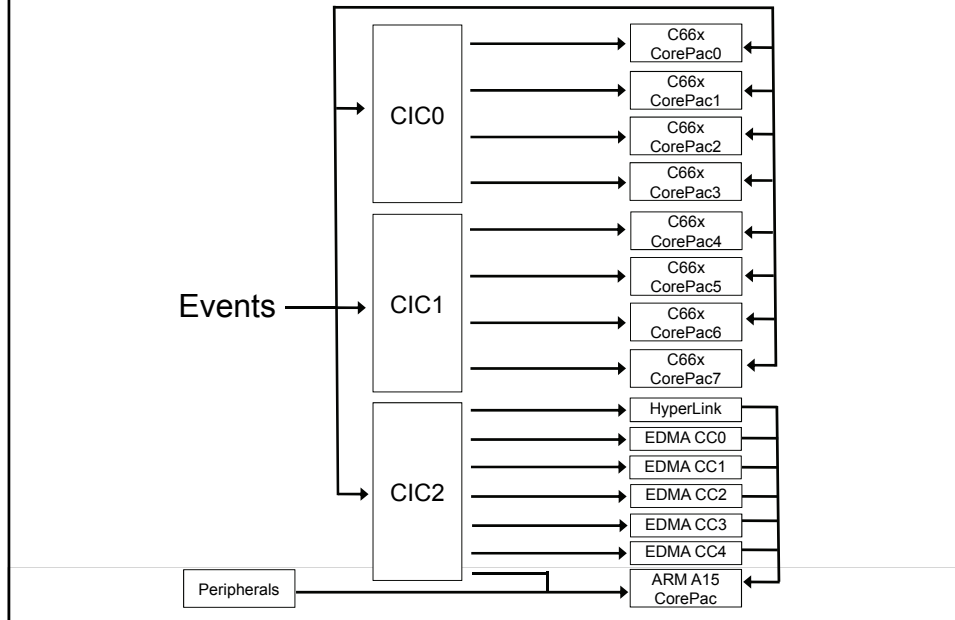 C66x
CorePac0
C66x
CorePac1
CIC0
C66x
CorePac2
C66x
CorePac3
C66x
CorePac4
C66x
CorePac5
Events
CIC1
C66x
CorePac6
C66x
CorePac7
HyperLink
EDMA CC0
EDMA CC1
CIC2
EDMA CC2
EDMA CC3
EDMA CC4
Peripherals
ARM A15
CorePac